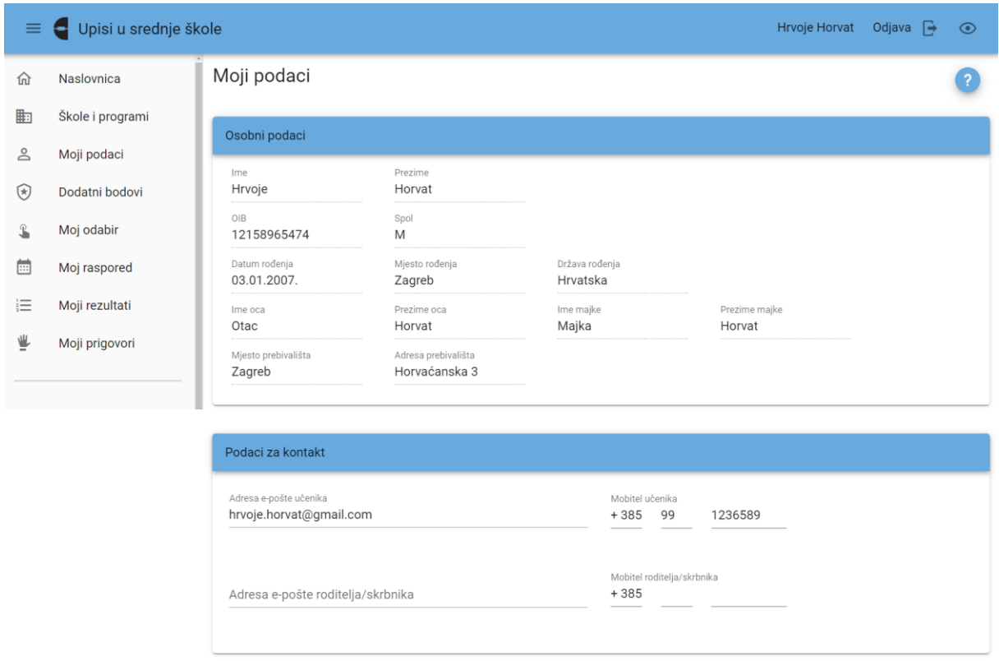 Upisi u srednje škole
Hrvoje Horvat Odjava
Naslovnica
Škole i programi
Moji podaci
Dodatni bodovi
Moj odabir
Moj raspored
Moji rezultati
Moji prigovori
Moji podaci
?
Osobni podaci
Ime Prezime
Hrvoje Horvat
OIB Spol
12158965474 M
Datum rođenja Mjesto rođenja Država rođenja
03.01.2007. Zagreb Hrvatska
Ime oca Prezime oca Ime majke Prezime majke
Otac Horvat Majka Horvat
Mjesto prebivališta Adresa prebivališta
Zagreb Horvaćanska 3
Podaci za kontakt
Adresa e-pošte učenika Mobitel učenika
hrvoje.horvat@gmail.com + 385 99 1236589
Mobitel roditelja/skrbnika
Adresa e-pošte roditelja/skrbnika + 385